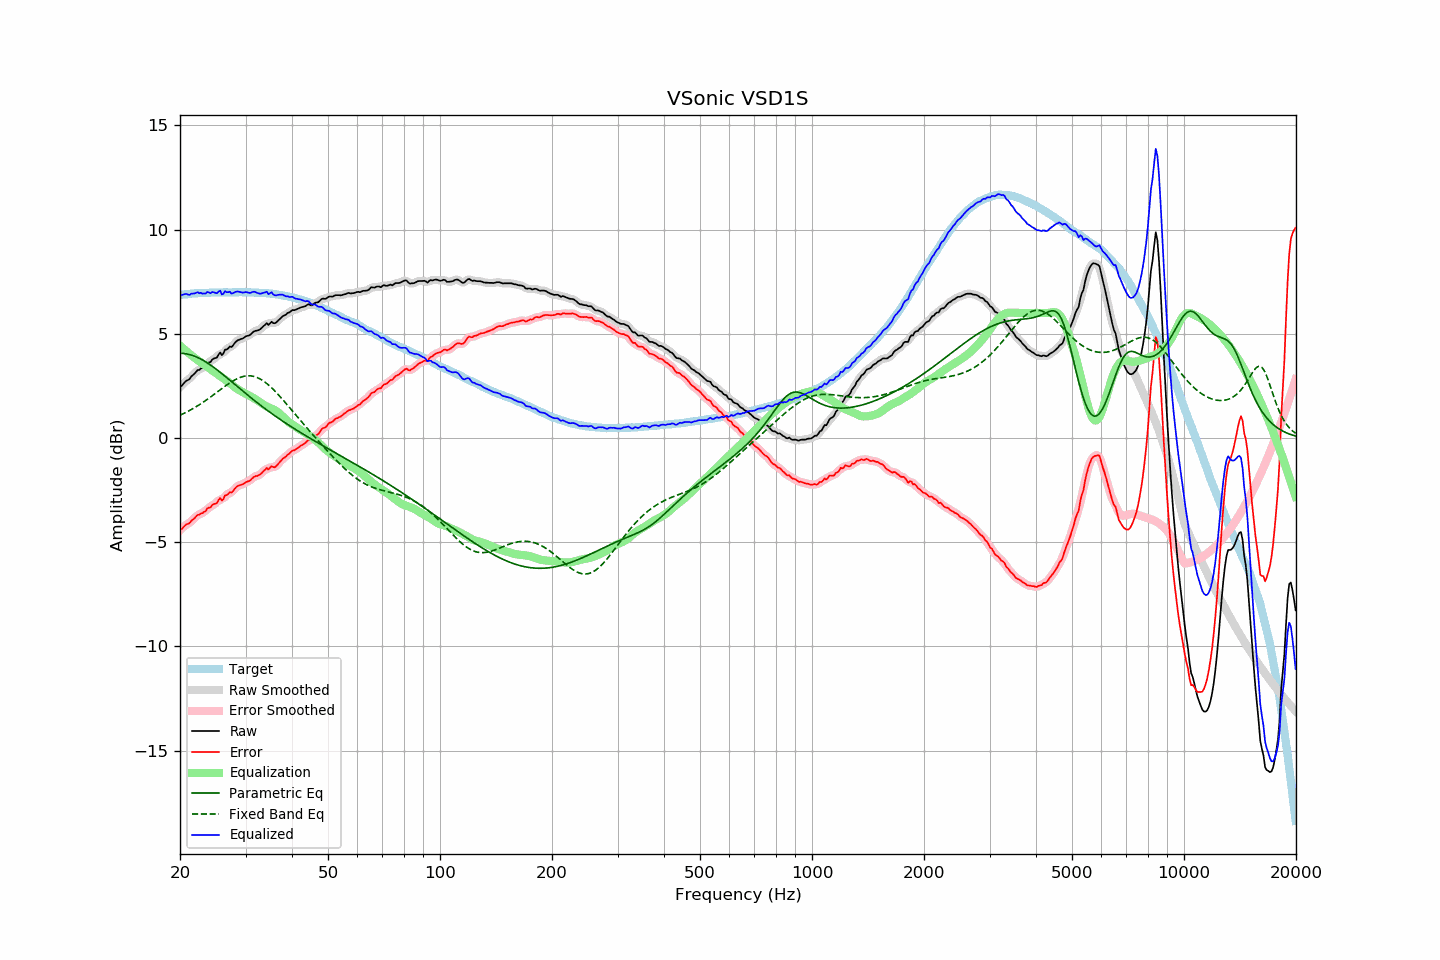 VSonic VSD1S
15
10
5
0
−5
−10
−15
Amplitude (dBr)
Target
Raw Smoothed
Error Smoothed
Raw
Error
Equalization
Parametric Eq
Fixed Band Eq
Equalized
20 50 100 200 500 1000 2000 5000 10000 20000
Frequency (Hz)